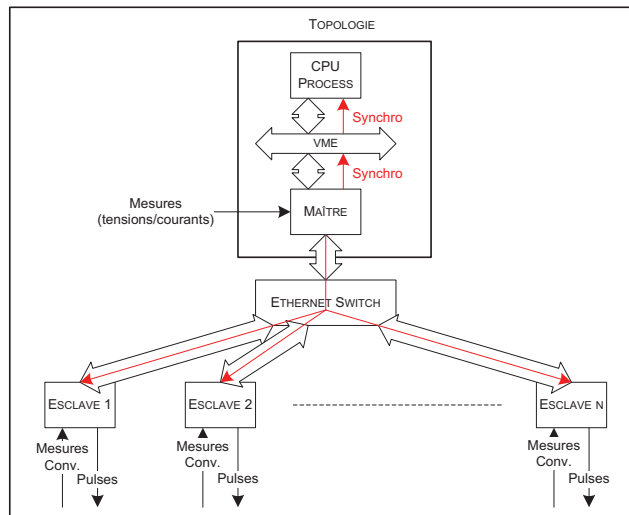 TOPOLOGIE
CPU
PROCESS
Synchro
VME
Synchro
Mesures
(tensions/courants)
MAÎTRE
ETHERNET SWITCH
ESCLAVE 1
ESCLAVE 2
ESCLAVE N
Mesures
Conv.
Pulses
Mesures
Conv.
Pulses
Mesures
Conv.
Pulses